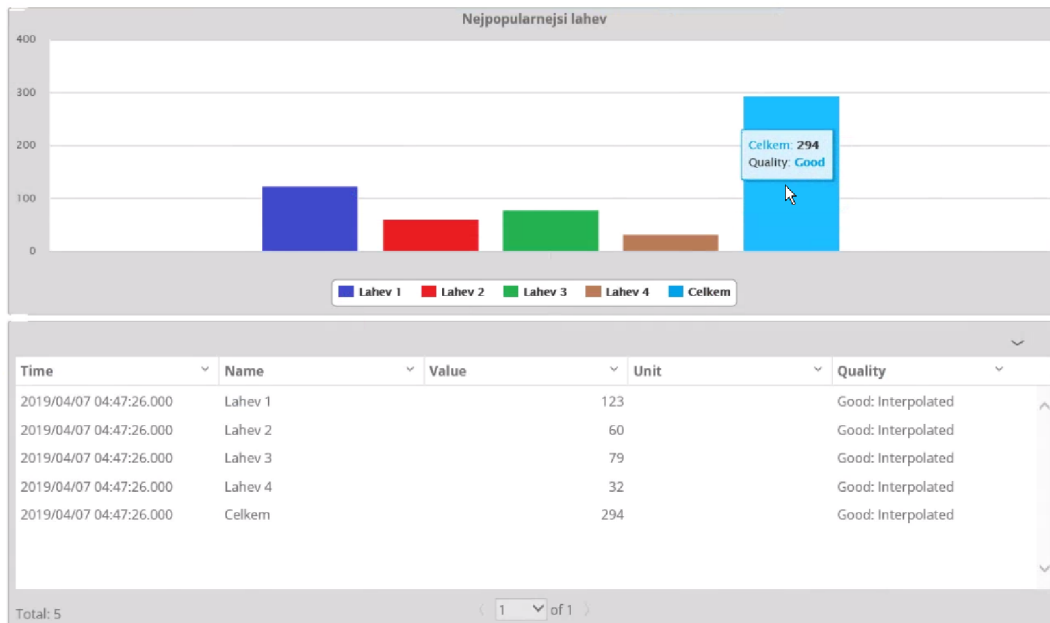 Nejpopularnejsi lahev
400
300
200
100
0
Celkem: 294
Quality: Good
Lahev 1 Lahev 2 Lahev 3 Lahev 4 Celkem
Time Name Value Unit Quality
2019/04/07 04:47:26.000 Lahev 1 123 Good: Interpolated
2019/04/07 04:47:26.000 Lahev 2 60 Good: Interpolated
2019/04/07 04:47:26.000 Lahev 3 79 Good: Interpolated
2019/04/07 04:47:26.000 Lahev 4 32 Good: Interpolated
2019/04/07 04:47:26.000 Celkem 294 Good: Interpolated
Total: 5 1 of 1